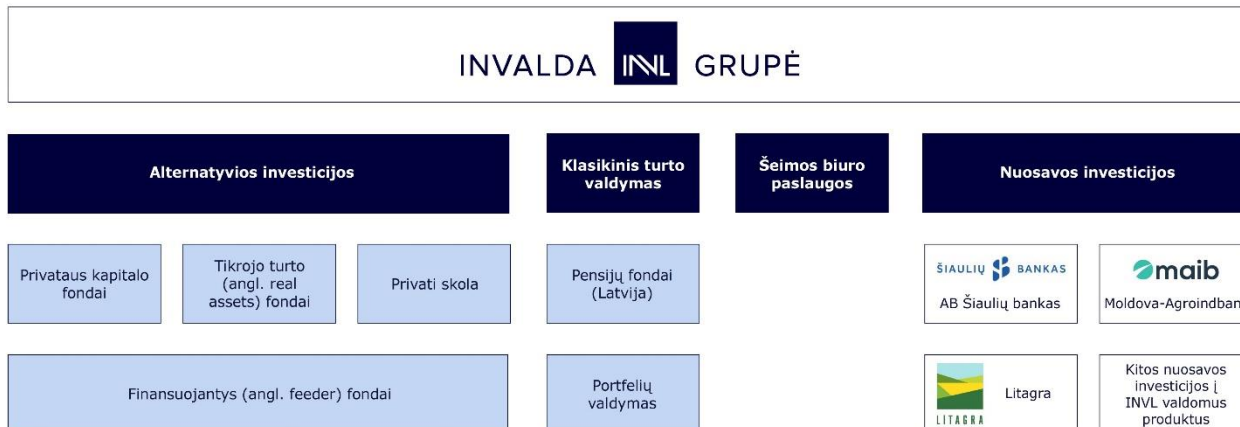 INVALDA INVL GRUPĖ
Alternatyvios investicijos
Klasikinis turto
valdymas
Šeimos biuro
paslaugos
Nuosavos investicijos
Privataus kapitalo
fondai
Tikrojo turto
(angl. real
assets) fondai
Privati skola
Pensijų fondai
(Latvija)
ŠIAULIŲ BANKAS
AB Šiaulių bankas
maib
Moldova-Agroindban
Finansuojantys (angl. feeder) fondai
Portfelių
valdymas
LITAGRA
Litagra
Kitos nuosavos
investicijos į
INVL valdomus
produktus